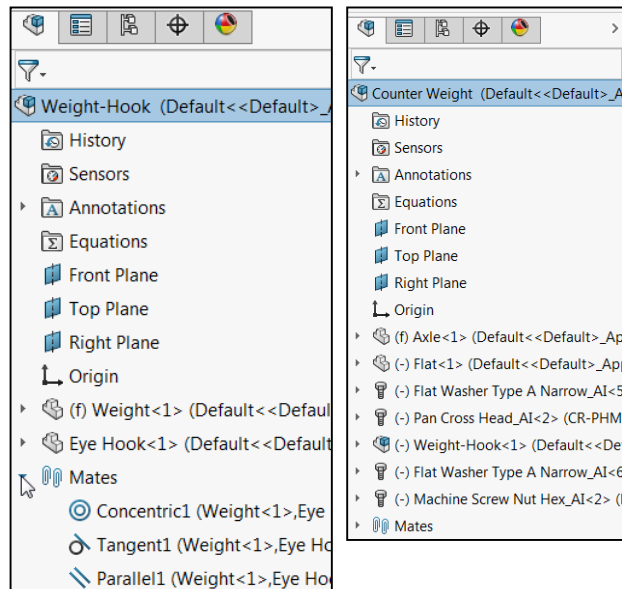 Weight-Hook (Default<<Default>_
History
Sensors
Annotations
Equations
Front Plane
Top Plane
Right Plane
Origin
(f) Weight<1> (Default<<Defaul
Eye Hook<1> (Default<<Default
Mates
Concentric1 (Weight<1>,Eye
Tangent1 (Weight<1>,Eye Ho
Parallel1 (Weight<1>,Eye Ho
Counter Weight (Default<<Default>_A
History
Sensors
Annotations
Equations
Front Plane
Top Plane
Right Plane
Origin
(f) Axle<1> (Default<<Default>_Ap
(-) Flat<1> (Default<<Default>_App
(-) Flat Washer Type A Narrow_AI<5
(-) Pan Cross Head_AI<2> (CR-PHM
(-) Weight-Hook<1> (Default<<De
(-) Flat Washer Type A Narrow_AI<6
(-) Machine Screw Nut Hex_AI<2> (
Mates